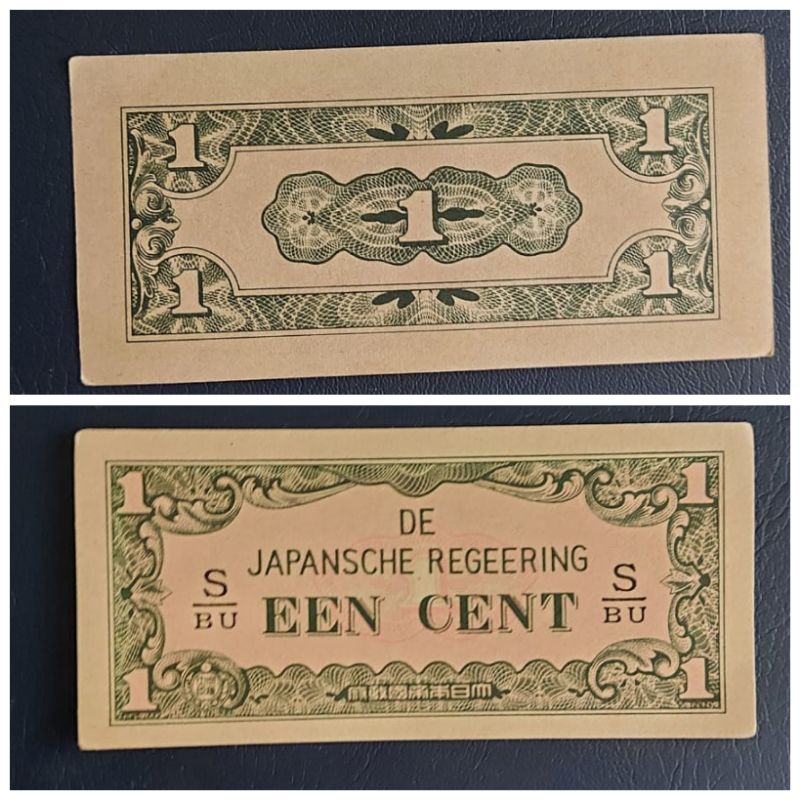 1 1
1
1 1
1 1
DE
JAPANSCHE REGEERING
S/BU EEN CENT S/BU
1 1
大日本帝國政府